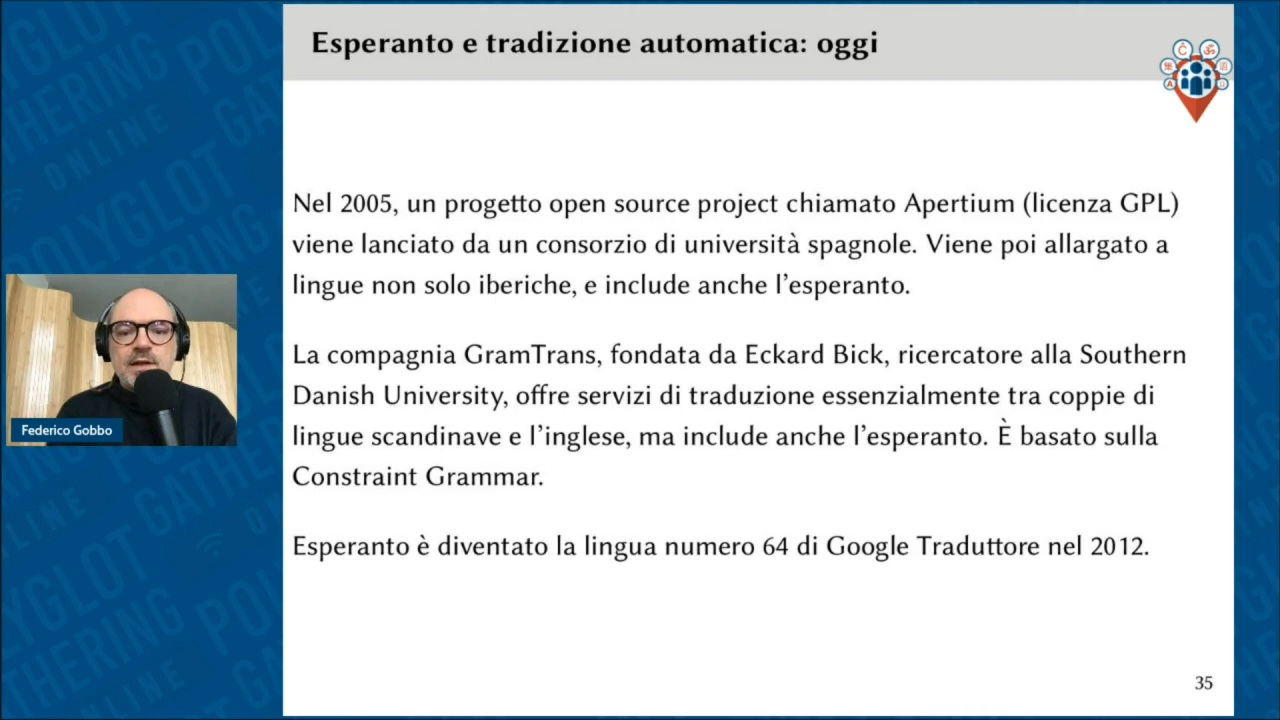 Esperanto e tradizione automatica: oggi
Nel 2005, un progetto open source project chiamato Apertium (licenza GPL)
viene lanciato da un consorzio di università spagnole. Viene poi allargato a
lingue non solo iberiche, e include anche l'esperanto.
La compagnia GramTrans, fondata da Eckard Bick, ricercatore alla Southern
Danish University, offre servizi di traduzione essenzialmente tra coppie di
lingue scandinave e l'inglese, ma include anche l'esperanto. È basato sulla
Constraint Grammar.
Esperanto è diventato la lingua numero 64 di Google Traduttore nel 2012.
35
Federico Gobbo
POLYGLOT
GATHERING
ONLINE